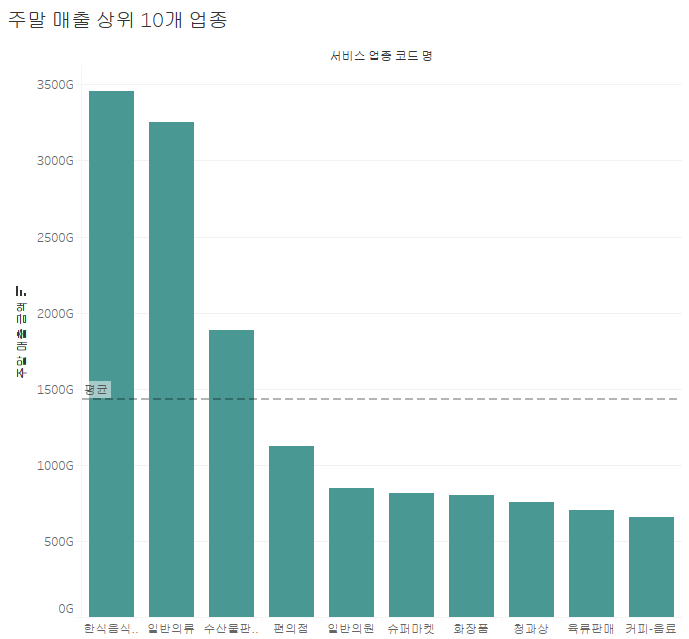 주말 매출 상위 10개 업종
서비스 업종 코드 명
3500G
3000G
2500G
2000G
1500G
1000G
500G
0G
주말 매출 금액
평균
한식음식.. 일반의류 수산물판.. 편의점 일반의원 슈퍼마켓 화장품 청과상 육류판매 커피-음료